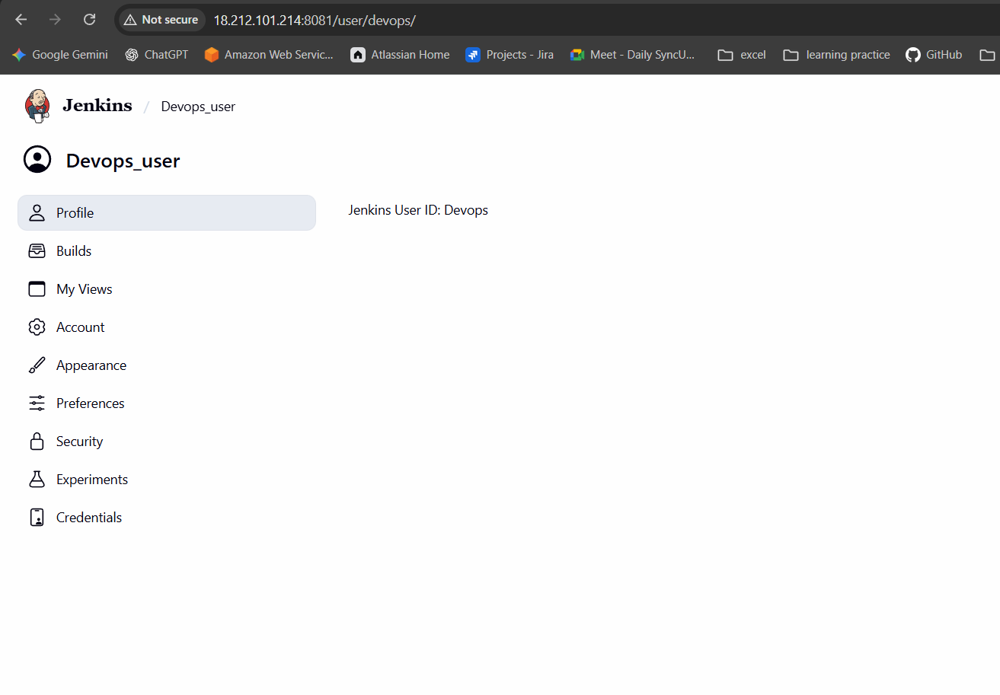 Not secure 18.212.101.214:8081/user/devops/
Google Gemini ChatGPT Amazon Web Servic... Atlassian Home Projects - Jira Meet - Daily SyncU... excel learning practice GitHub
Jenkins / Devops_user
Devops_user
Profile
Jenkins User ID: Devops
Builds
My Views
Account
Appearance
Preferences
Security
Experiments
Credentials